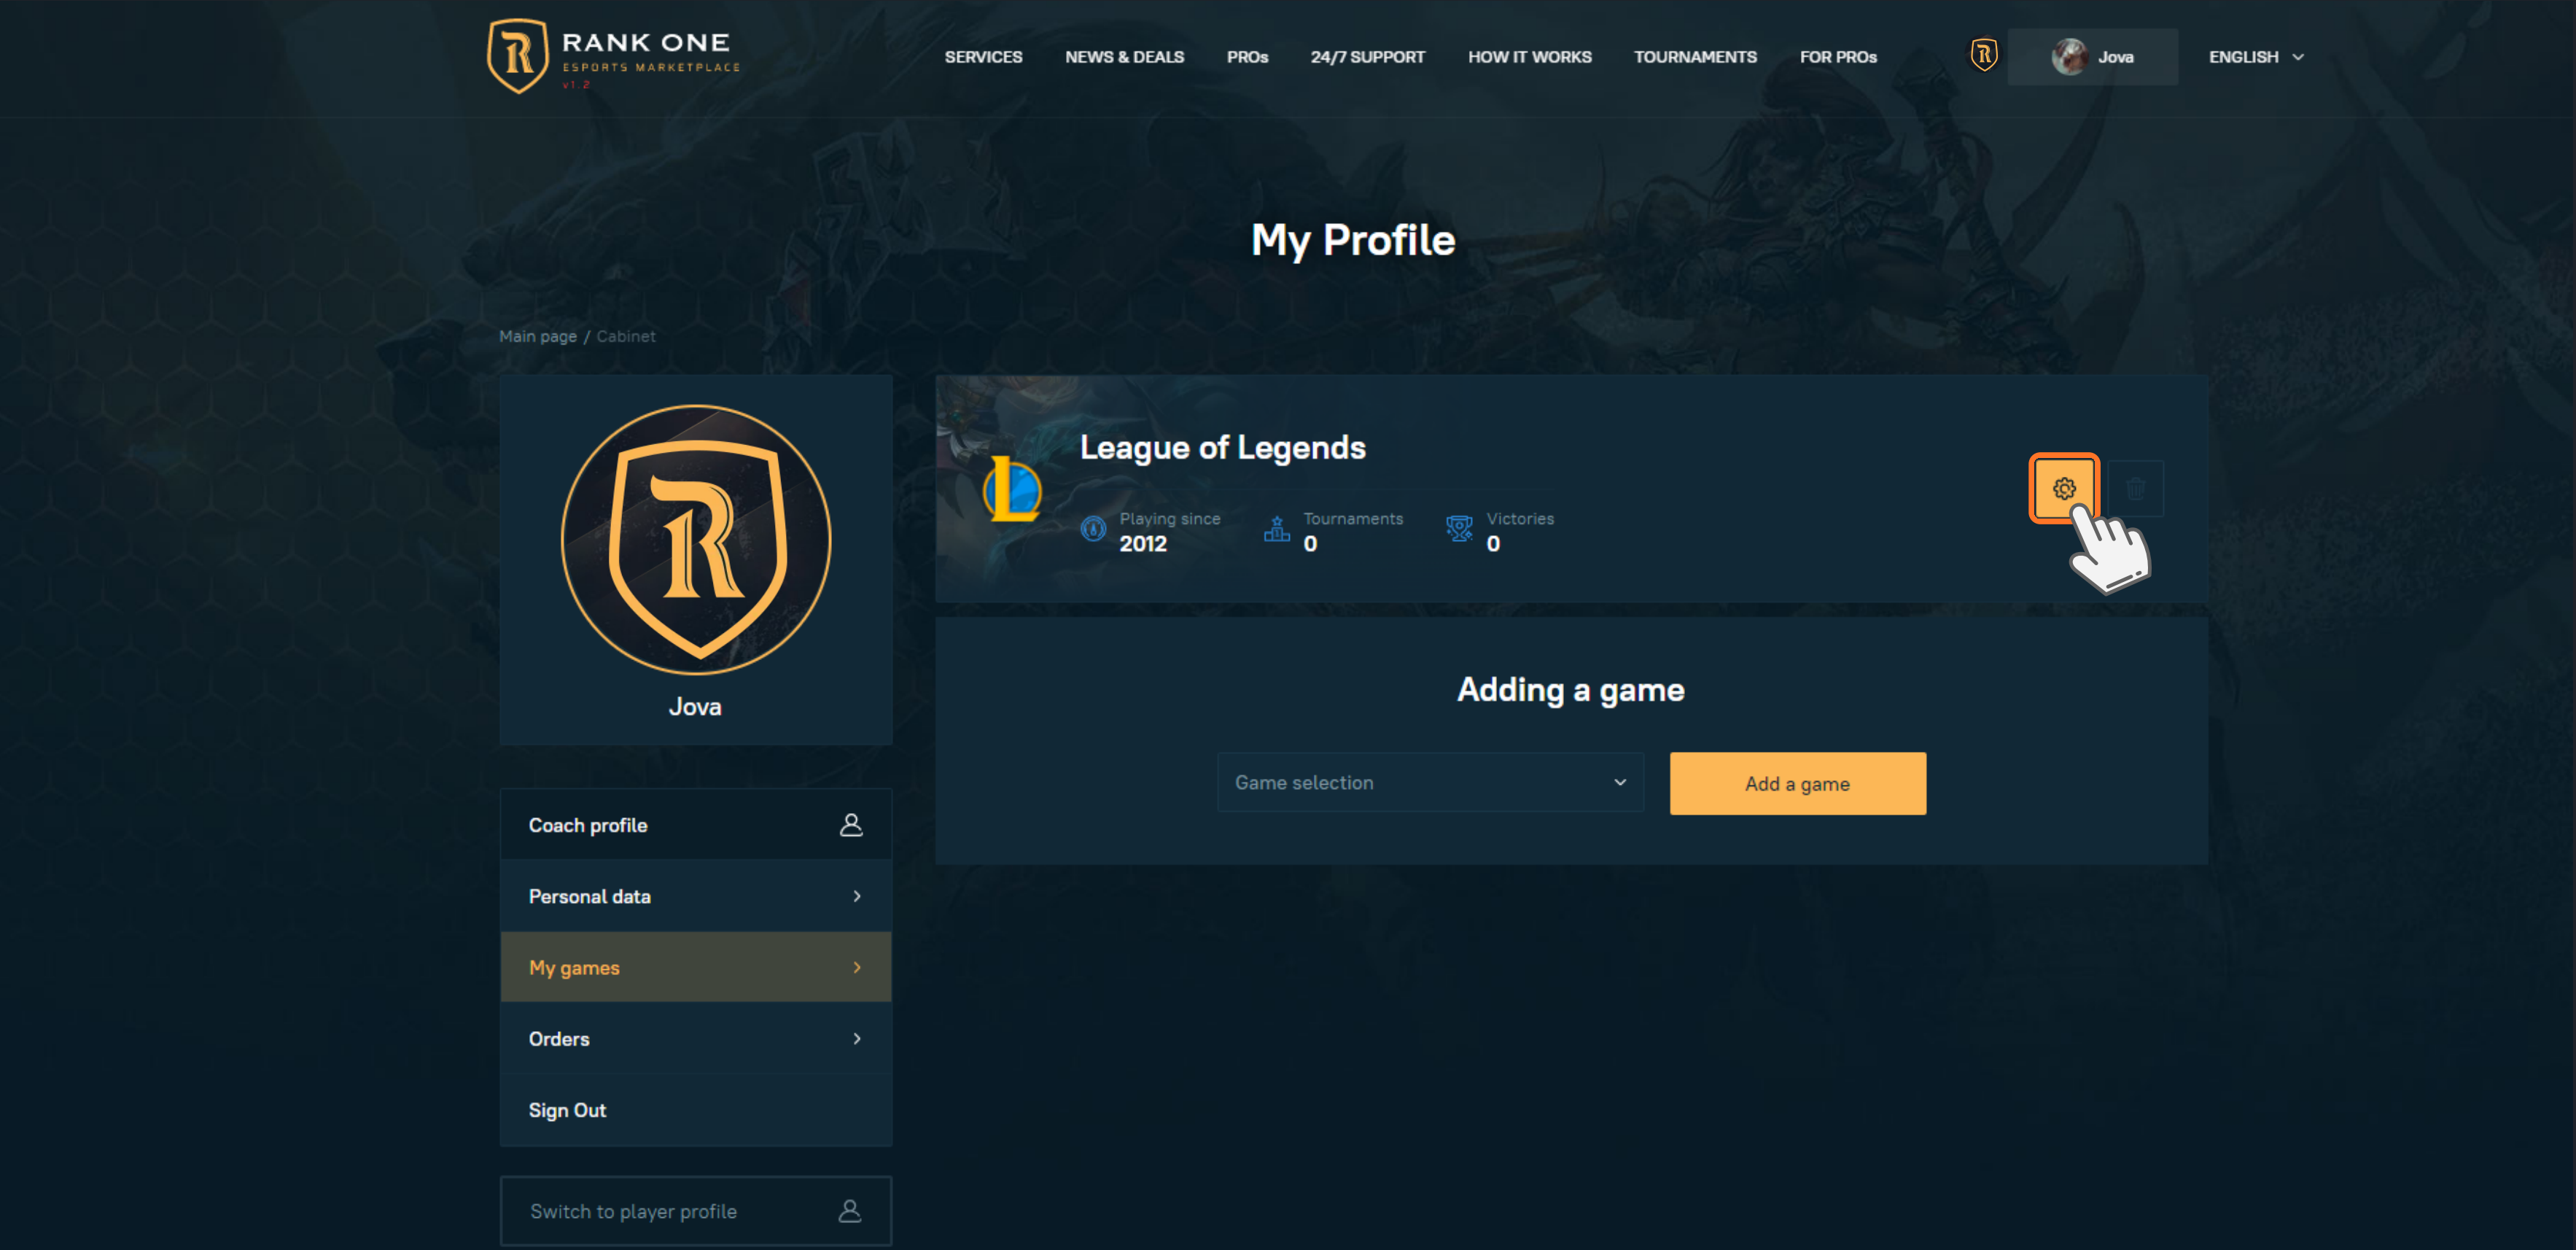 RANK ONE
ESPORTS MARKETPLACE
v1.2
SERVICES
NEWS & DEALS
PROs
24/7 SUPPORT
HOW IT WORKS
TOURNAMENTS
FOR PROs
Jova
ENGLISH
My Profile
Main page / Cabinet
Jova
Coach profile
Personal data
My games
Orders
Sign Out
Switch to player profile
League of Legends
Playing since
2012
Tournaments
0
Victories
0
Adding a game
Game selection
Add a game